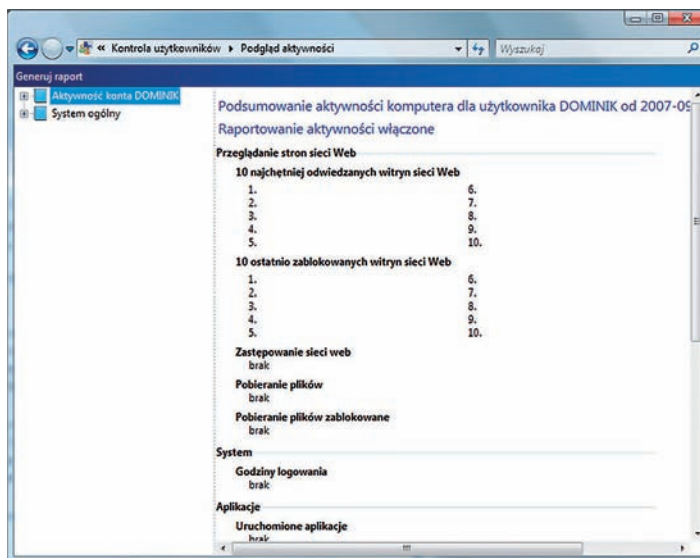 « Kontrola użytkowników ▸ Podgląd aktywności
Wyszukaj
Generuj raport
Aktywność konta DOMINIK
System ogólny
Podsumowanie aktywności komputera dla użytkownika DOMINIK od 2007-09
Raportowanie aktywności włączone
Przeglądanie stron sieci Web
10 najchętniej odwiedzanych witryn sieci Web
1. 6.
2. 7.
3. 8.
4. 9.
5. 10.
10 ostatnio zablokowanych witryn sieci Web
1. 6.
2. 7.
3. 8.
4. 9.
5. 10.
Zastępowanie sieci web
brak
Pobieranie plików
brak
Pobieranie plików zablokowane
brak
System
Godziny logowania
brak
Aplikacje
Uruchomione aplikacje
brak